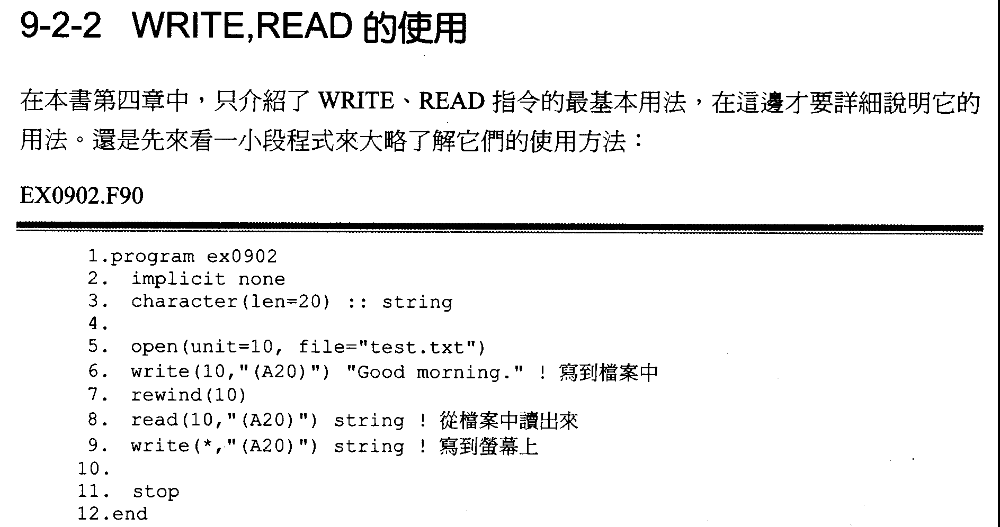 9-2-2 WRITE,READ 的使用
在本書第四章中，只介紹了 WRITE、READ 指令的最基本用法，在這邊才要詳細說明它的
用法。還是先來看一小段程式來大略了解它們的使用方法：
EX0902.F90
1.program ex0902
2. implicit none
3. character(len=20) :: string
4.
5. open(unit=10, file="test.txt")
6. write(10,"(A20)") "Good morning." ! 寫到檔案中
7. rewind(10)
8. read(10,"(A20)") string ! 從檔案中讀出來
9. write(*,"(A20)") string ! 寫到螢幕上
10.
11. stop
12.end